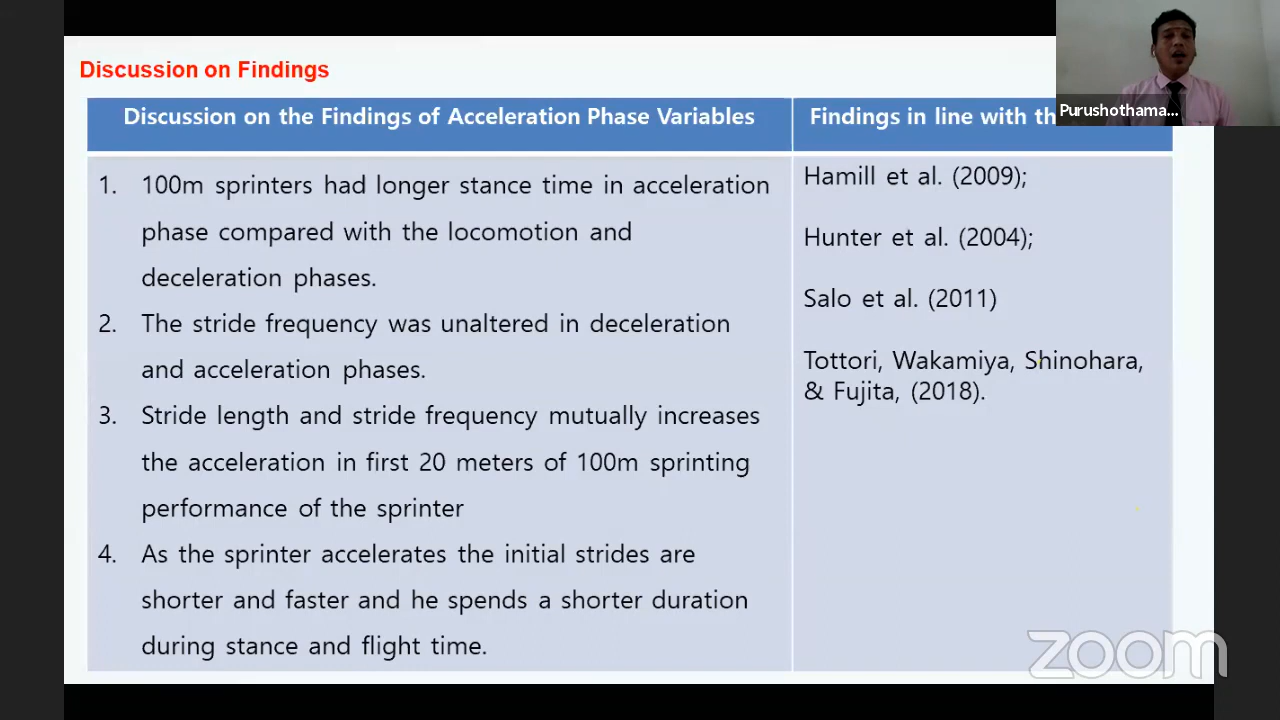 Discussion on Findings
Discussion on the Findings of Acceleration Phase Variables
Findings in line with
1. 100m sprinters had longer stance time in acceleration
phase compared with the locomotion and
deceleration phases.
2. The stride frequency was unaltered in deceleration
and acceleration phases.
3. Stride length and stride frequency mutually increases
the acceleration in first 20 meters of 100m sprinting
performance of the sprinter
4. As the sprinter accelerates the initial strides are
shorter and faster and he spends a shorter duration
during stance and flight time.
Hamill et al. (2009);
Hunter et al. (2004);
Salo et al. (2011)
Tottori, Wakamiya, Shinohara,
& Fujita, (2018).
Purushothama...
zoom